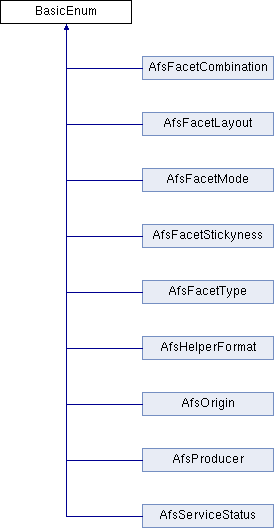 BasicEnum
AfsFacetCombination
AfsFacetLayout
AfsFacetMode
AfsFacetStickyness
AfsFacetType
AfsHelperFormat
AfsOrigin
AfsProducer
AfsServiceStatus